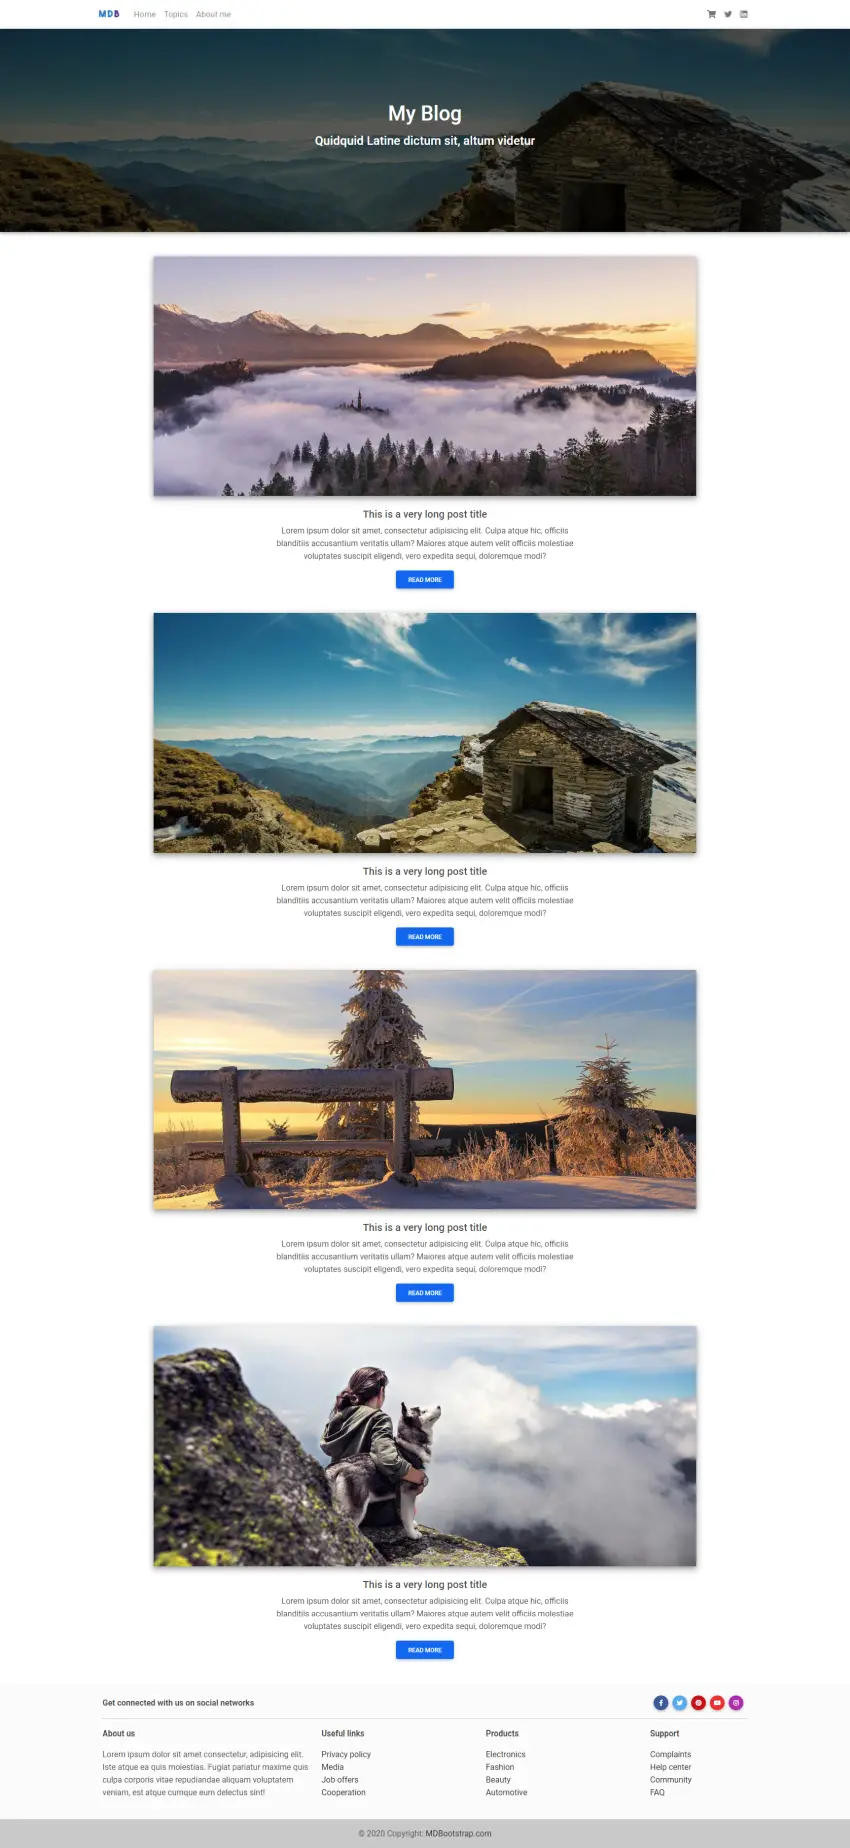 MDB Home Topics About me
My Blog
Quidquid Latine dictum sit, altum videtur
This is a very long post title
Lorem ipsum dolor sit amet, consectetur adipisicing elit. Culpa atque hic, officiis
blanditiis accusantium veritatis ullam? Maiores atque autem velit officiis molestiae
voluptates suscipit eligendi, vero expedita sequi, doloremque modi?
READ MORE
This is a very long post title
Lorem ipsum dolor sit amet, consectetur adipisicing elit. Culpa atque hic, officiis
blanditiis accusantium veritatis ullam? Maiores atque autem velit officiis molestiae
voluptates suscipit eligendi, vero expedita sequi, doloremque modi?
READ MORE
This is a very long post title
Lorem ipsum dolor sit amet, consectetur adipisicing elit. Culpa atque hic, officiis
blanditiis accusantium veritatis ullam? Maiores atque autem velit officiis molestiae
voluptates suscipit eligendi, vero expedita sequi, doloremque modi?
READ MORE
This is a very long post title
Lorem ipsum dolor sit amet, consectetur adipisicing elit. Culpa atque hic, officiis
blanditiis accusantium veritatis ullam? Maiores atque autem velit officiis molestiae
voluptates suscipit eligendi, vero expedita sequi, doloremque modi?
READ MORE
Get connected with us on social networks
About us
Lorem ipsum dolor sit amet consectetur, adipisicing elit.
Iste atque ea quis molestias. Fugiat pariatur maxime quis
culpa corporis vitae repudiandae aliquam voluptatem
veniam, est atque cumque eum delectus sint!
Useful links
Privacy policy
Media
Job offers
Cooperation
Products
Electronics
Fashion
Beauty
Automotive
Support
Complaints
Help center
Community
FAQ
© 2020 Copyright: MDBootstrap.com